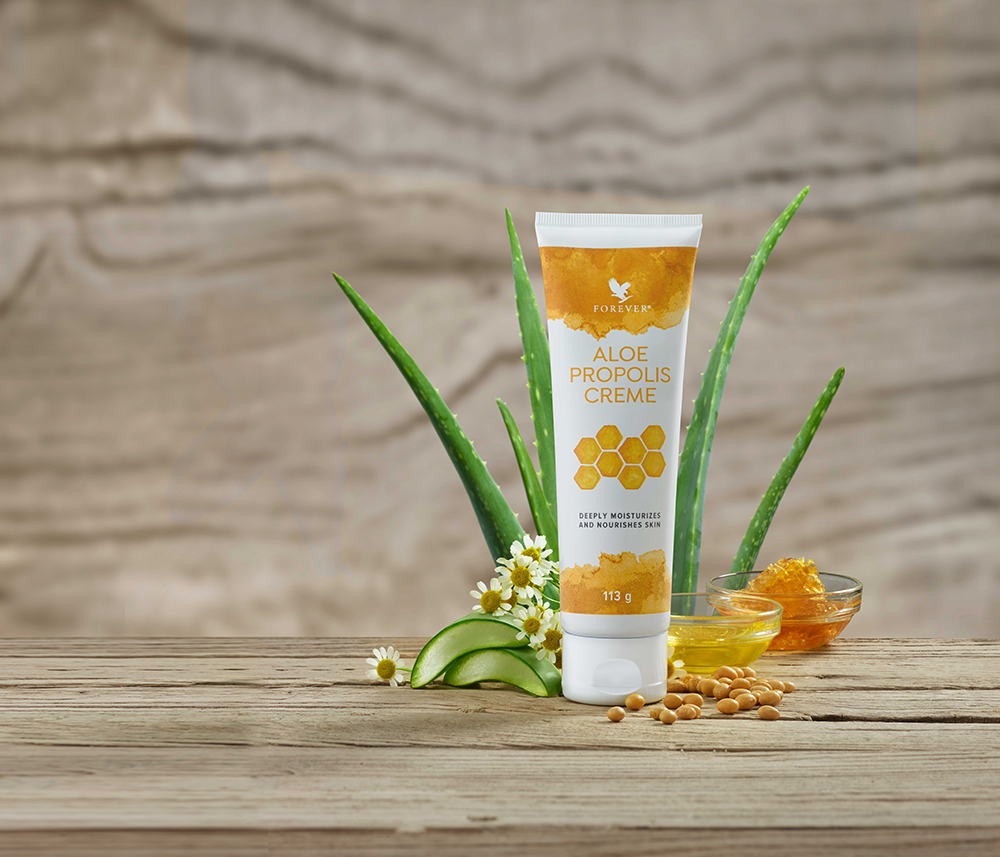 FOREVER®
ALOE
PROPOLIS
CREME
DEEPLY MOISTURIZES
AND NOURISHES SKIN
113 g